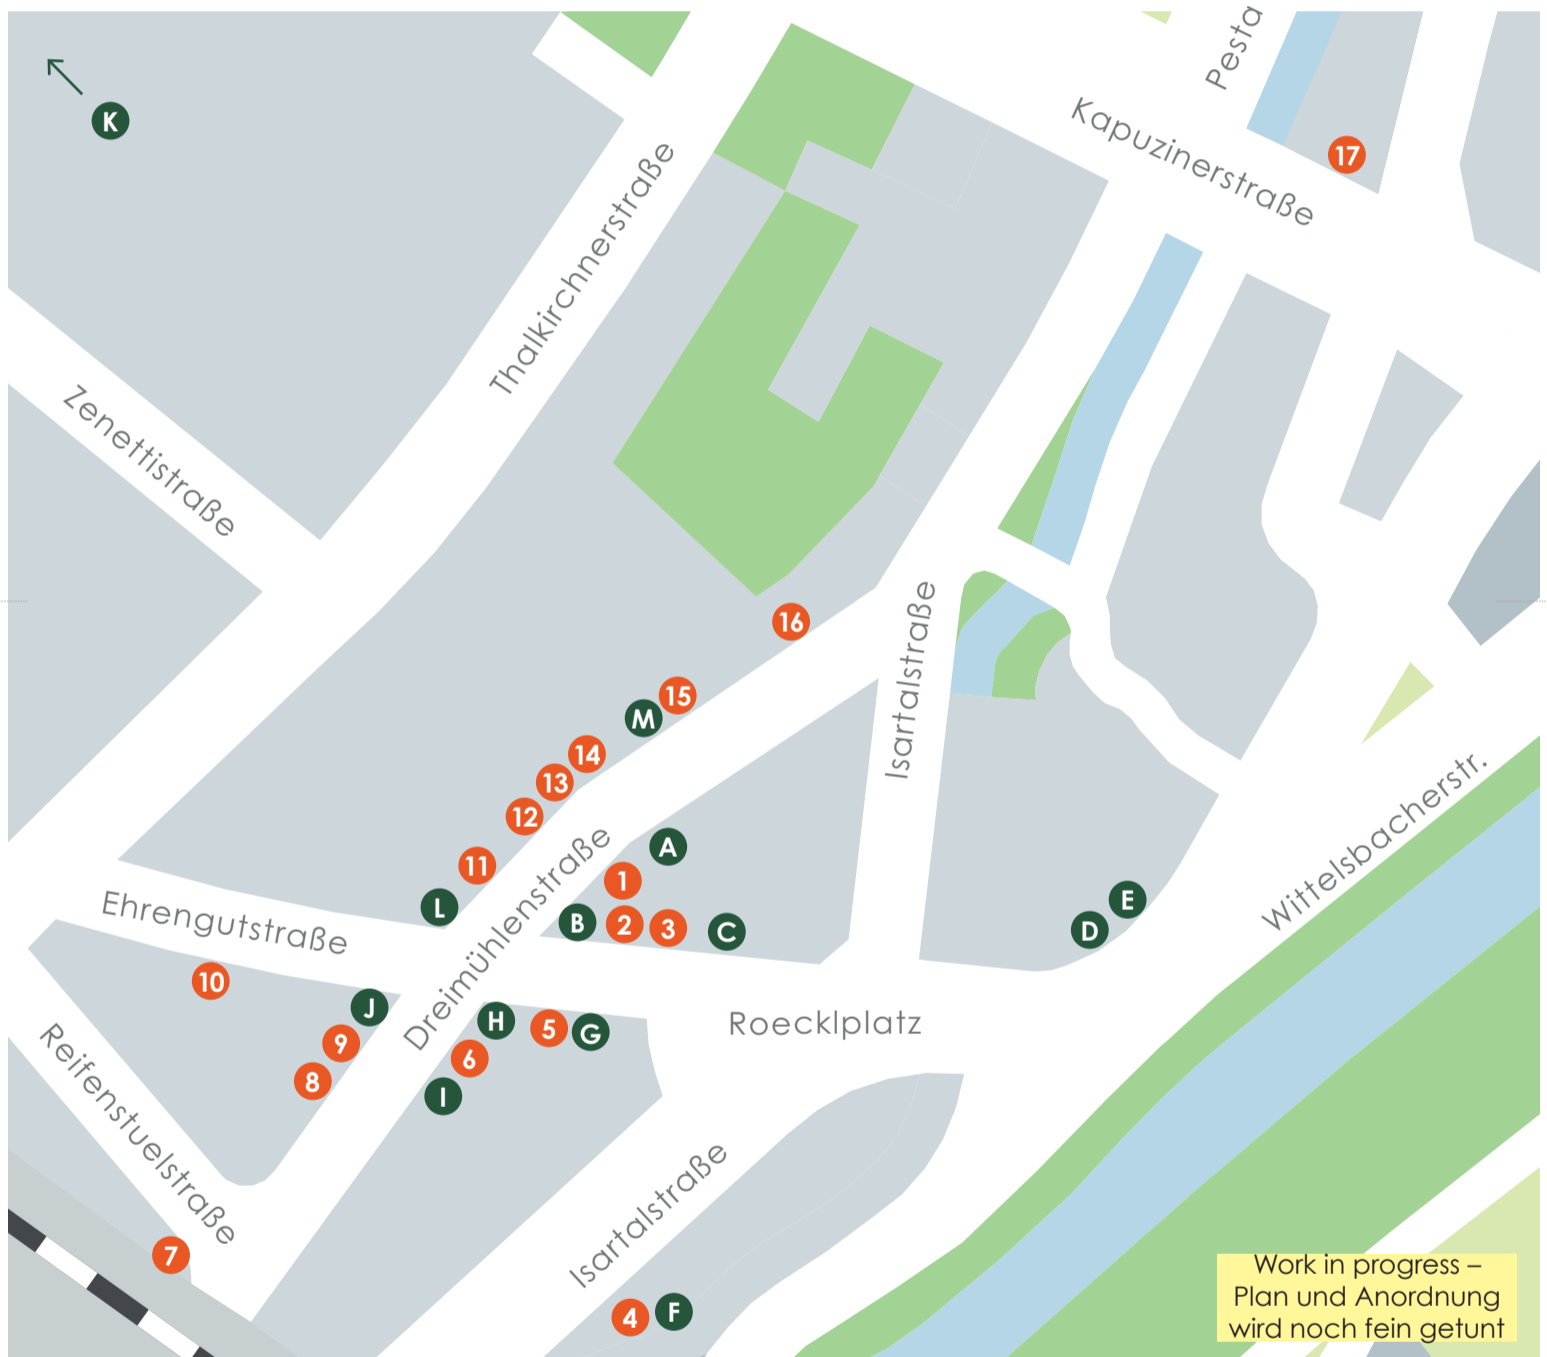 Pesta
K
Kapuzinerstraße
17
Thalkirchnerstraße
Zenettistraße
16
Isartalstraße
15
M
14
13
12
Wittelsbacherstr.
Dreimühlenstraße
A
11
1
L
B
2
3
C
E
D
Ehrengutstraße
10
J
H
5
G
Roecklplatz
9
6
8
I
Reifenstuelstraße
Isartalstraße
7
4
F
Work in progress –
Plan und Anordnung
wird noch fein getunt